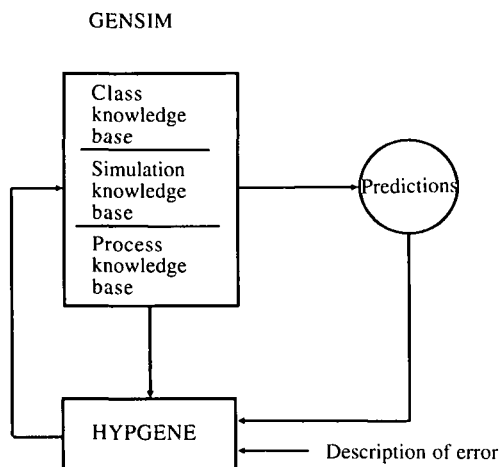 GENSIM
Class
knowledge
base
Simulation
knowledge
base
Process
knowledge
base
Predictions
HYPGENE
Description of error